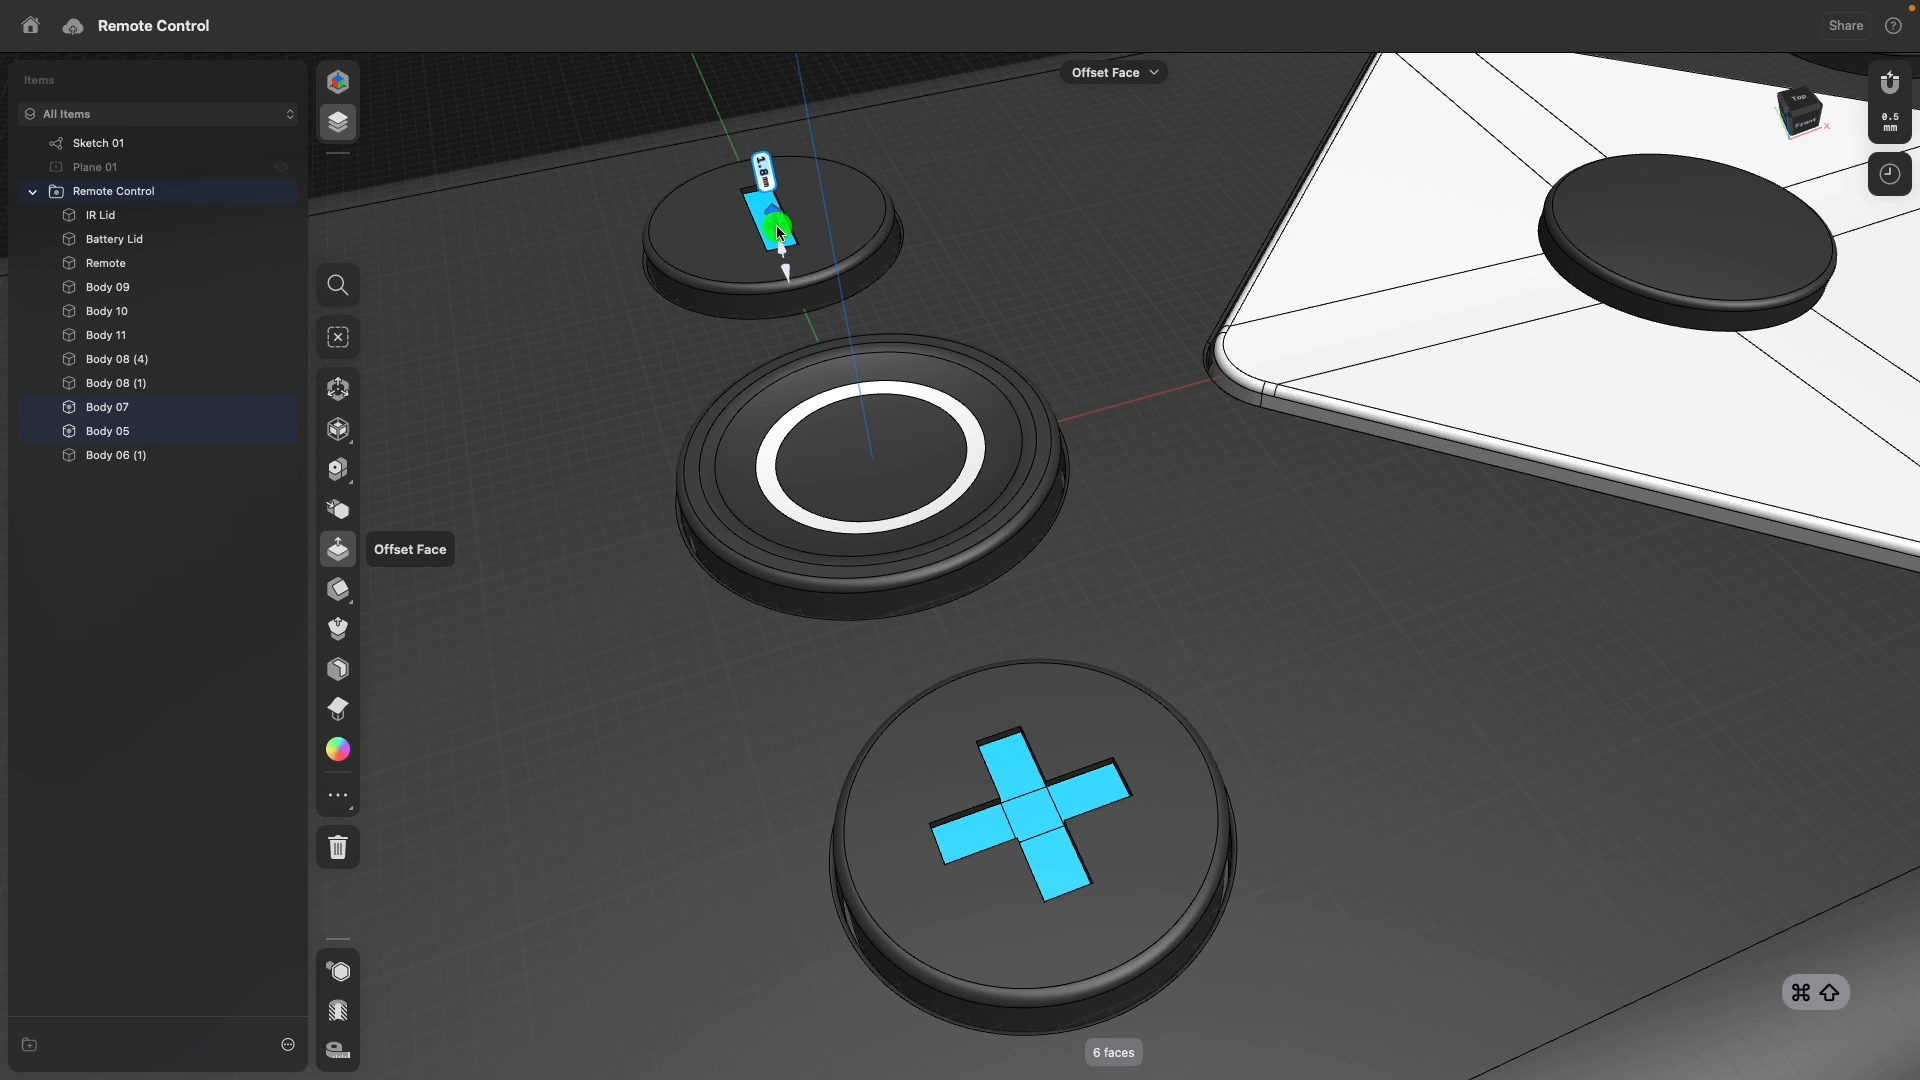 Remote Control
Share
Items
All Items
Sketch 01
Plane 01
Remote Control
IR Lid
Battery Lid
Remote
Body 09
Body 10
Body 11
Body 08 (4)
Body 08 (1)
Body 07
Body 05
Body 06 (1)
Offset Face
Offset Face
1.8 mm
Top
Front
X
0.5
mm
6 faces